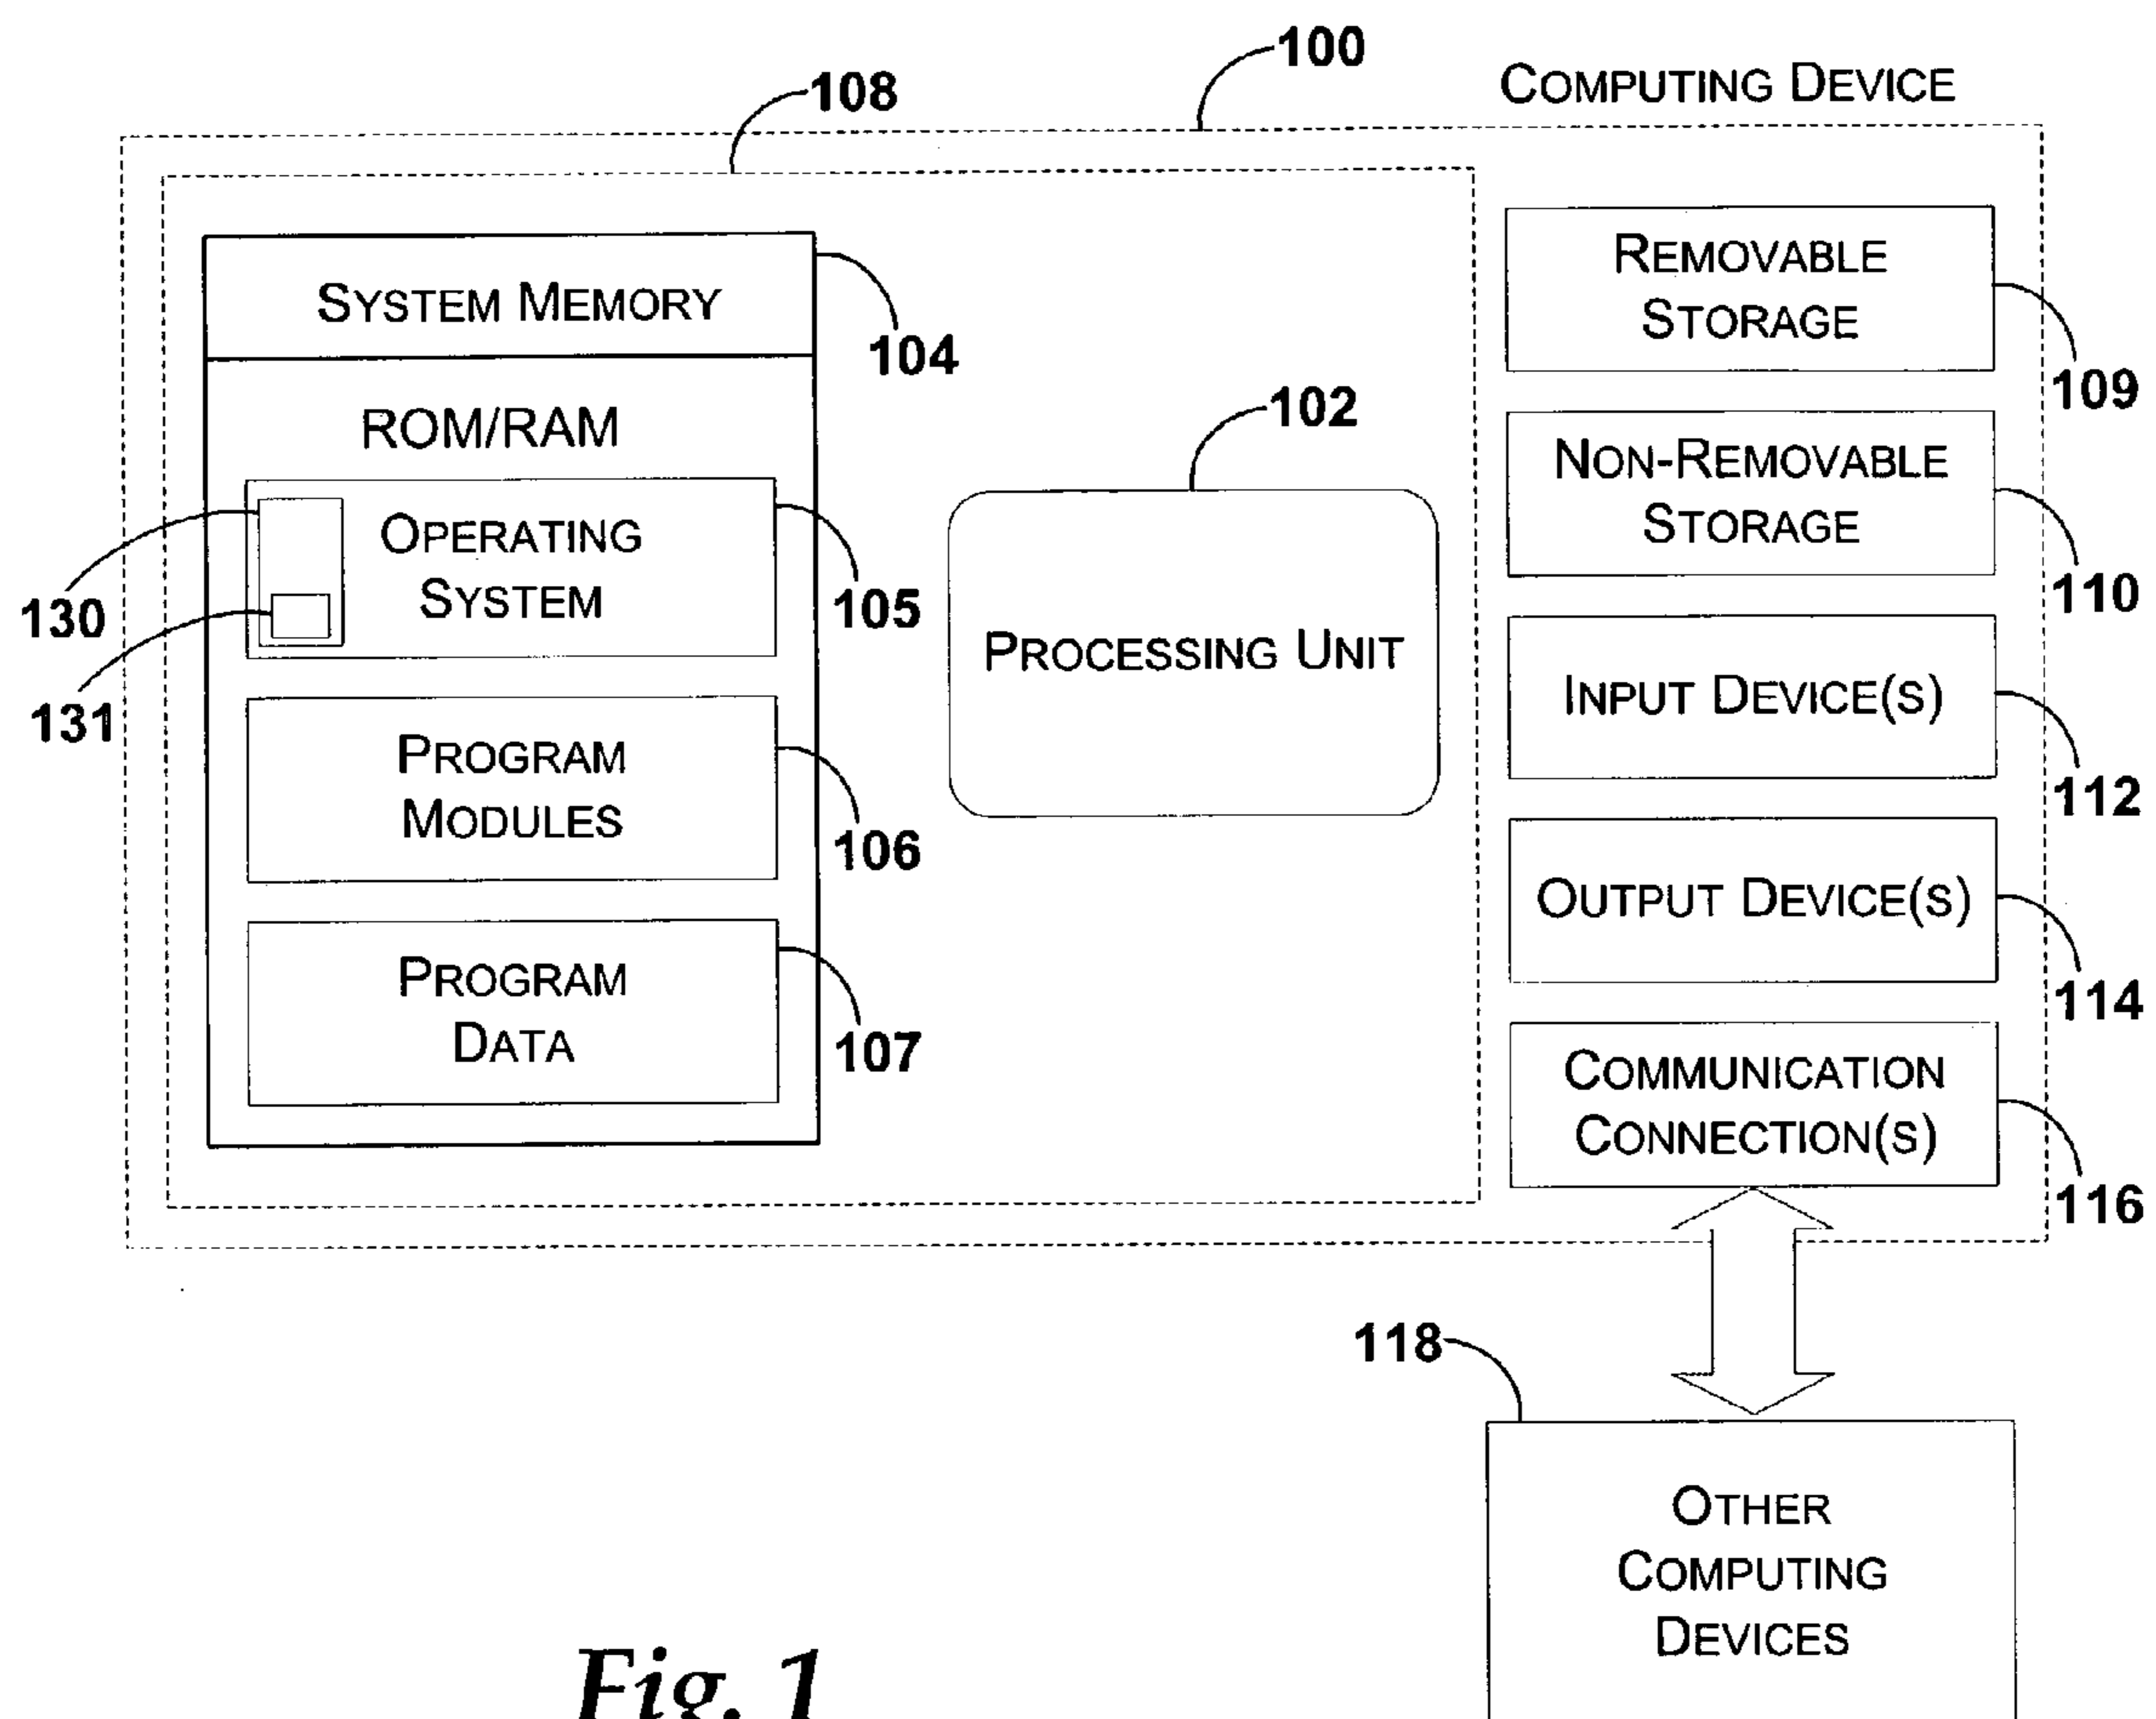 100
COMPUTING DEVICE
108
SYSTEM MEMORY
104
ROM/RAM
OPERATING
SYSTEM
105
130
131
PROGRAM
MODULES
106
PROGRAM
DATA
107
102
PROCESSING UNIT
REMOVABLE
STORAGE
109
NON-REMOVABLE
STORAGE
110
INPUT DEVICE(S)
112
OUTPUT DEVICE(S)
114
COMMUNICATION
CONNECTION(S)
116
118
OTHER
COMPUTING
DEVICES
Fig. 1